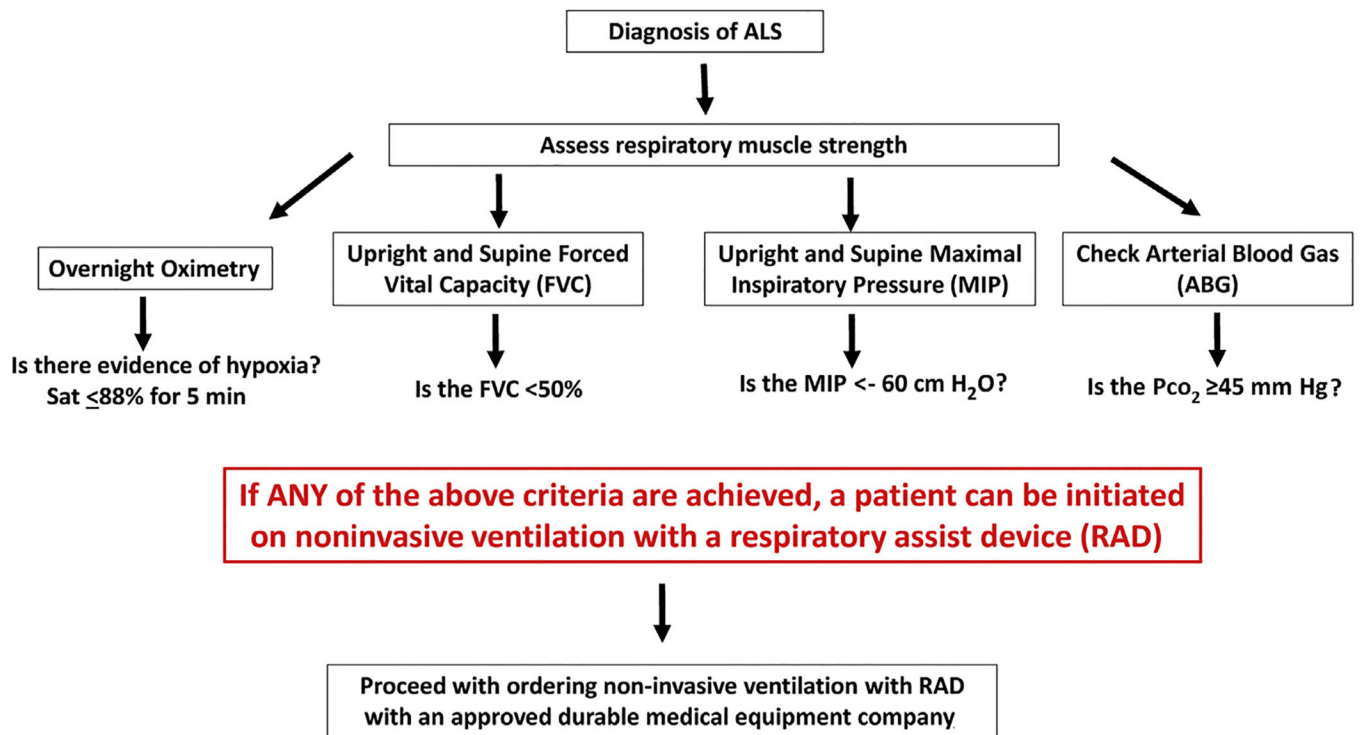 Diagnosis of ALS
Assess respiratory muscle strength
Overnight Oximetry
Upright and Supine Forced
Vital Capacity (FVC)
Upright and Supine Maximal
Inspiratory Pressure (MIP)
Check Arterial Blood Gas
(ABG)
Is there evidence of hypoxia?
Sat ≤88% for 5 min
Is the FVC <50%
Is the MIP <- 60 cm H₂O?
Is the Pco₂ ≥45 mm Hg?
If ANY of the above criteria are achieved, a patient can be initiated
on noninvasive ventilation with a respiratory assist device (RAD)
Proceed with ordering non-invasive ventilation with RAD
with an approved durable medical equipment company